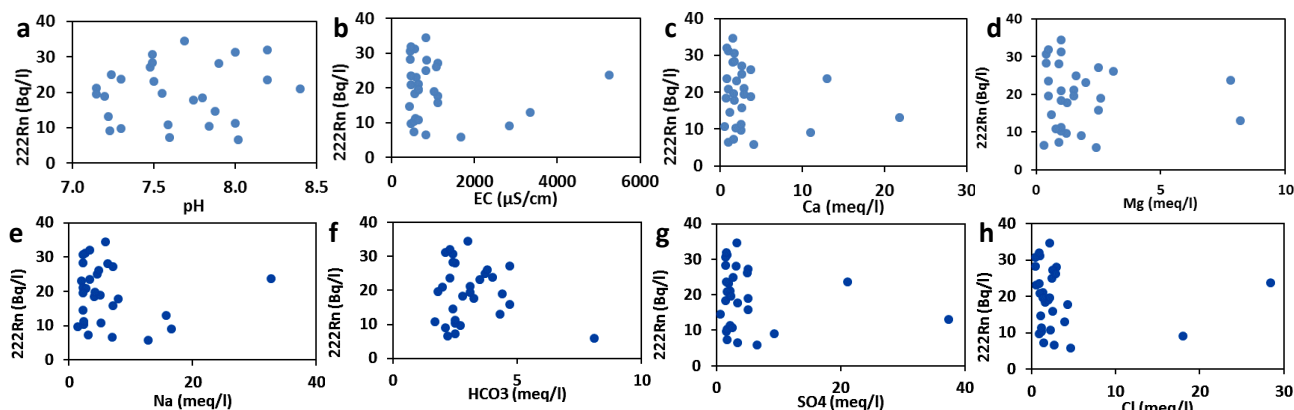 a
222Rn (Bq/l)
40
30
20
10
0
7.0 7.5 8.0 8.5
pH
b
222Rn (Bq/l)
40
30
20
10
0
0 2000 4000 6000
EC (µS/cm)
c
222Rn (Bq/l)
40
30
20
10
0
0 10 20 30
Ca (meq/l)
d
222Rn (Bq/l)
40
30
20
10
0
0 5 10
Mg (meq/l)
e
222Rn (Bq/l)
40
30
20
10
0
0 20 40
Na (meq/l)
f
222Rn (Bq/l)
40
30
20
10
0
0 5 10
HCO3 (meq/l)
g
222Rn (Bq/l)
40
30
20
10
0
0 20 40
SO4 (meq/l)
h
222Rn (Bq/l)
40
30
20
10
0
0 10 20 30
Cl (meq/l)